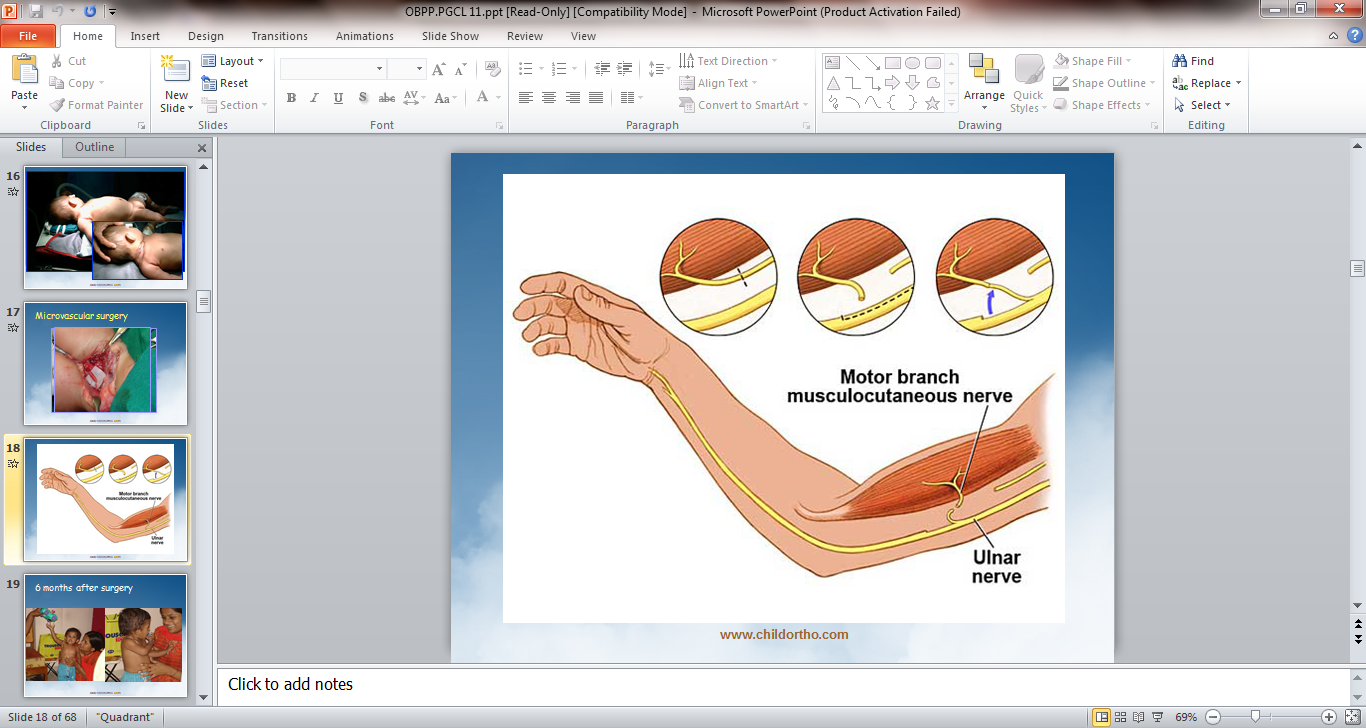 OBPP.PGCL 11.ppt [Read-Only] [Compatibility Mode] - Microsoft PowerPoint (Product Activation Failed)
File Home Insert Design Transitions Animations Slide Show Review View
Paste
Cut
Copy
Format Painter
Clipboard
New
Slide
Layout
Reset
Section
Slides
Font
Text Direction
Align Text
Convert to SmartArt
Paragraph
Arrange
Quick
Styles
Shape Fill
Shape Outline
Shape Effects
Drawing
Find
Replace
Select
Editing
Slides Outline
16
17
Microvascular surgery
18
Motor branch
musculocutaneous nerve
Ulnar
nerve
19
6 months after surgery
Motor branch
musculocutaneous nerve
Ulnar
nerve
www.childortho.com
Click to add notes
Slide 18 of 68 "Quadrant" 69%